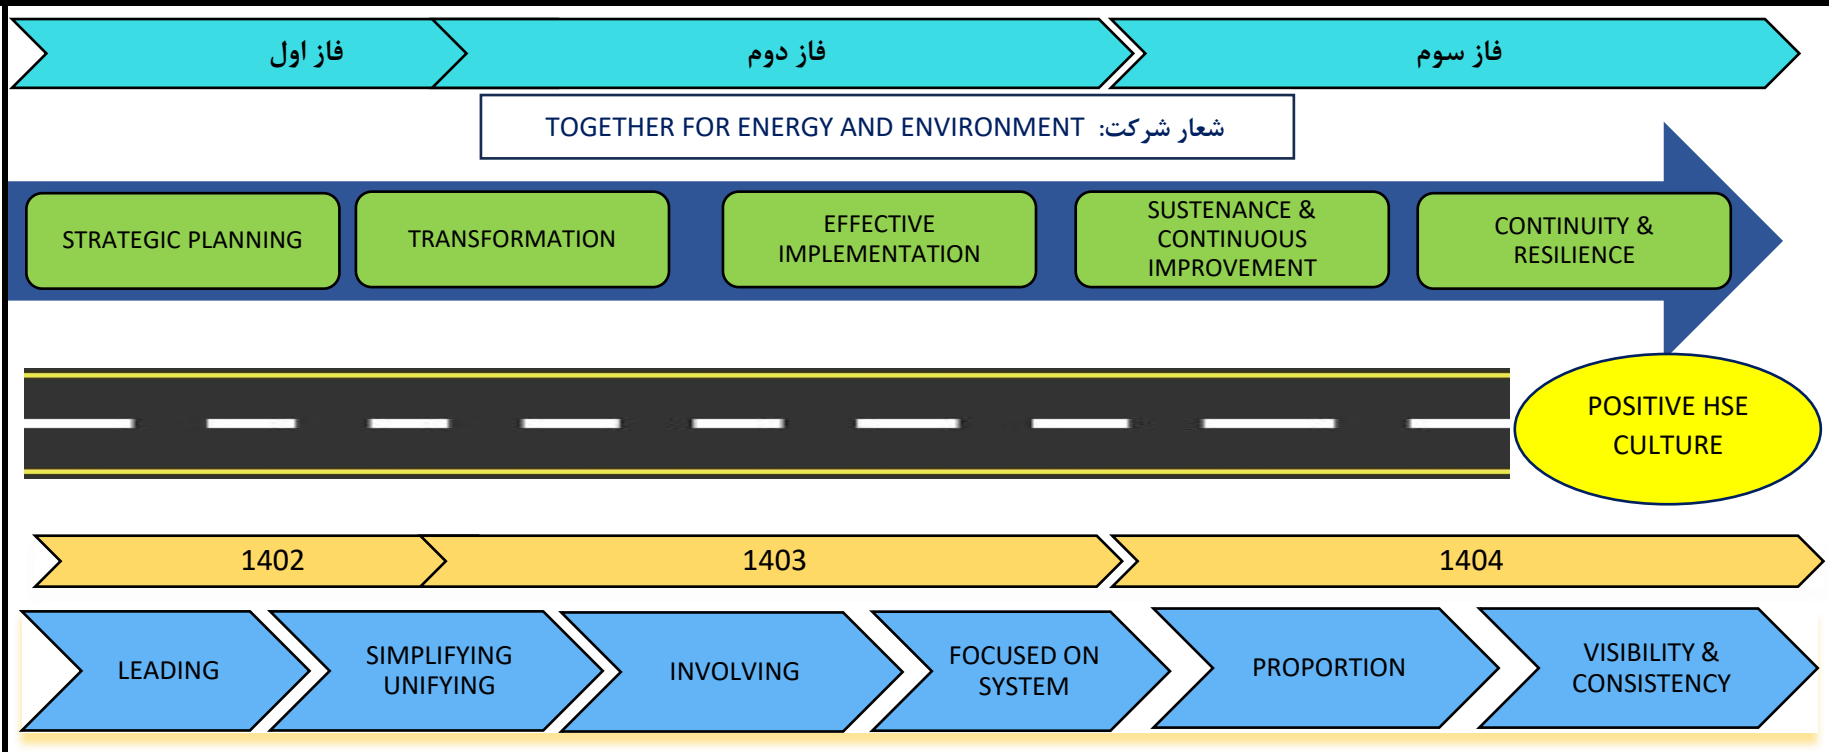 فاز اول
فاز دوم
فاز سوم
شعار شرکت: TOGETHER FOR ENERGY AND ENVIRONMENT
STRATEGIC PLANNING
TRANSFORMATION
EFFECTIVE
IMPLEMENTATION
SUSTENANCE &
CONTINUOUS
IMPROVEMENT
CONTINUITY &
RESILIENCE
POSITIVE HSE
CULTURE
1402
1403
1404
LEADING
SIMPLIFYING
UNIFYING
INVOLVING
FOCUSED ON
SYSTEM
PROPORTION
VISIBILITY &
CONSISTENCY